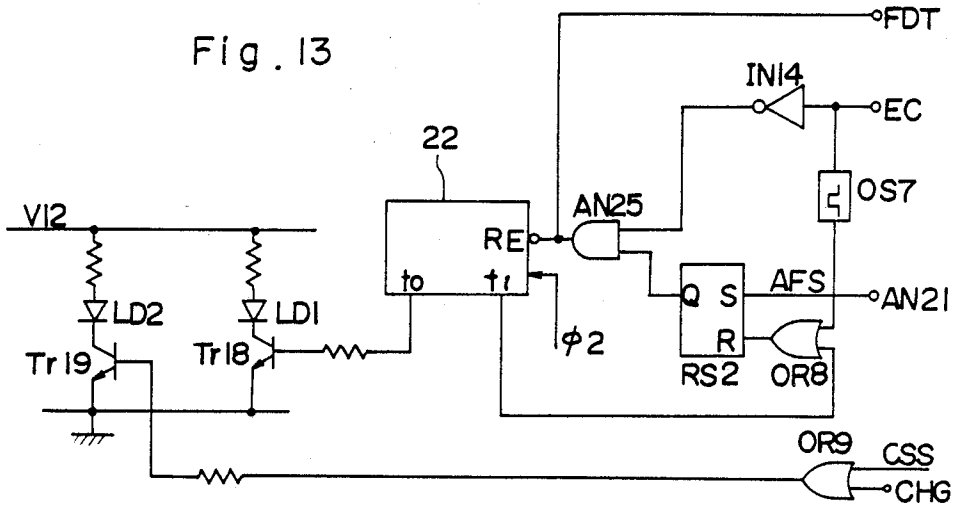 Fig. 13
FDT
IN14
EC
22
OS7
AN25
V12
RE
t0
t1
AFS
Q
S
AN21
LD2
LD1
φ2
R
Tr19
Tr18
RS2
OR8
OR9
CSS
CHG